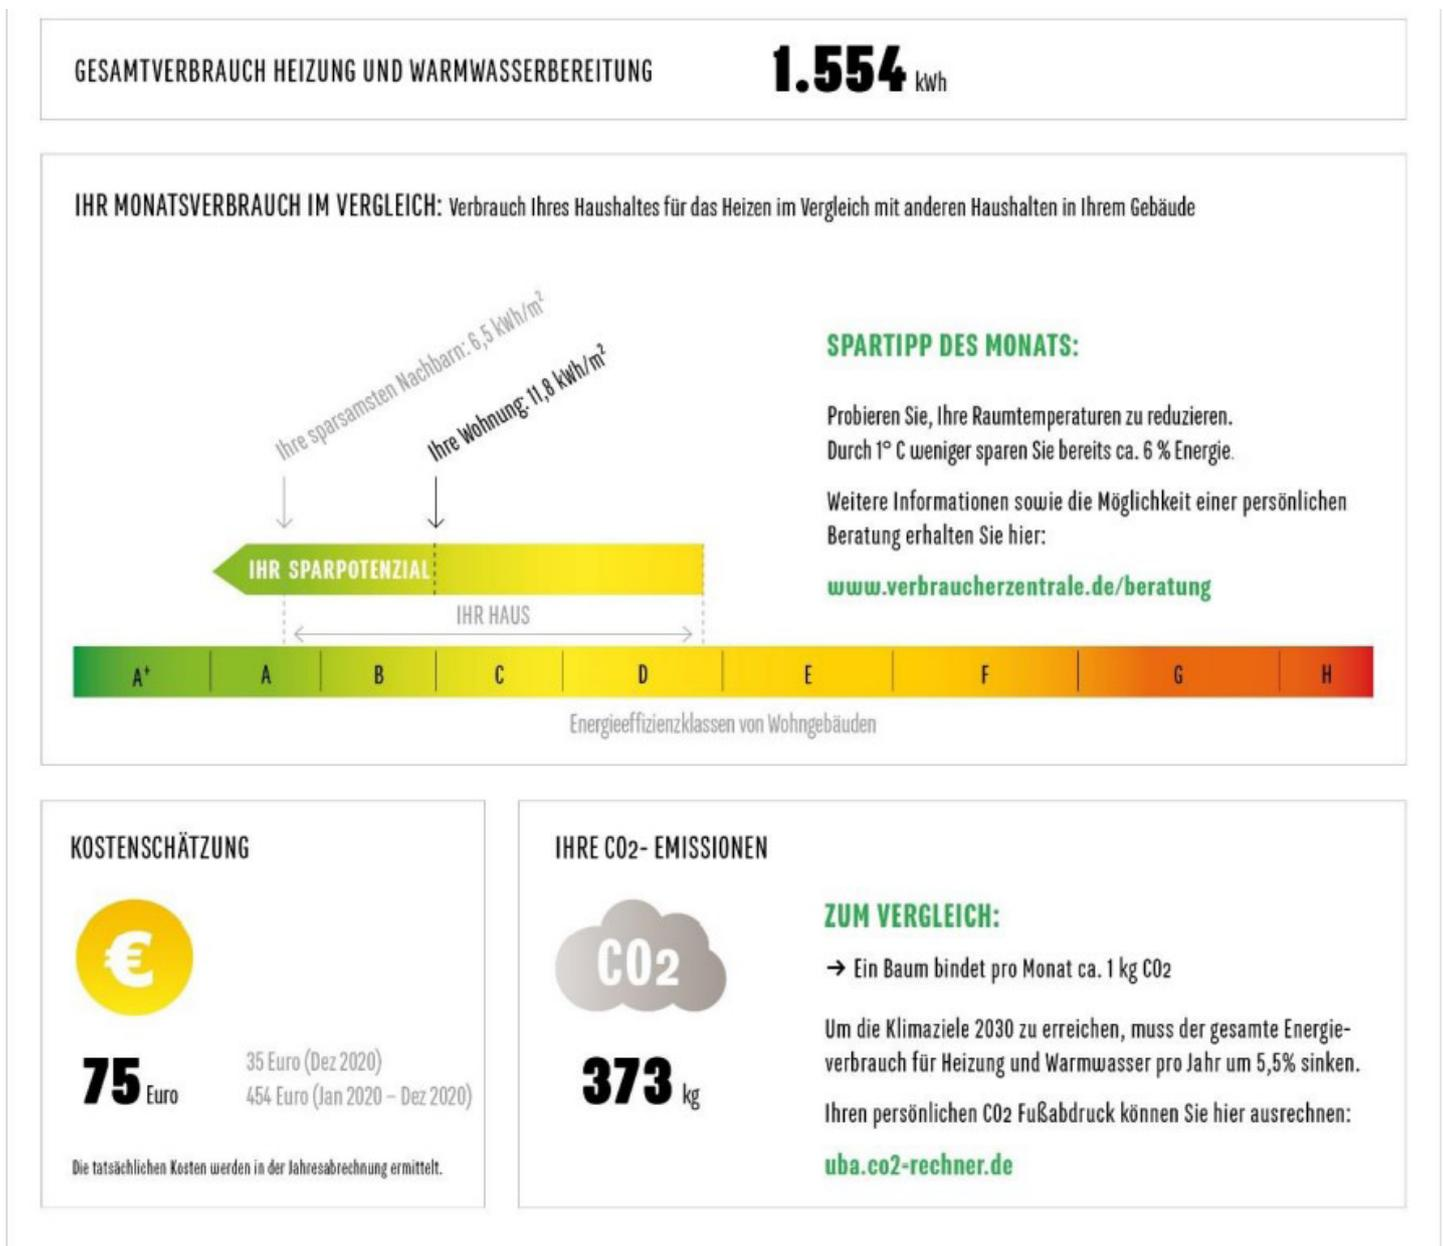 GESAMTVERBRAUCH HEIZUNG UND WARMWASSERBEREITUNG 1.554 kWh
IHR MONATSVERBRAUCH IM VERGLEICH: Verbrauch Ihres Haushaltes für das Heizen im Vergleich mit anderen Haushalten in Ihrem Gebäude
Ihre sparsamsten Nachbarn: 6,5 kWh/m²
Ihre Wohnung: 11,8 kWh/m²
IHR SPARPOTENZIAL
IHR HAUS
A+ A B C D E F G H
Energieeffizienzklassen von Wohngebäuden
SPARTIPP DES MONATS:
Probieren Sie, Ihre Raumtemperaturen zu reduzieren.
Durch 1° C weniger sparen Sie bereits ca. 6 % Energie.
Weitere Informationen sowie die Möglichkeit einer persönlichen
Beratung erhalten Sie hier:
www.verbraucherzentrale.de/beratung
KOSTENSCHÄTZUNG
€
75 Euro
35 Euro (Dez 2020)
454 Euro (Jan 2020 – Dez 2020)
Die tatsächlichen Kosten werden in der Jahresabrechnung ermittelt.
IHRE CO2- EMISSIONEN
CO2
373 kg
ZUM VERGLEICH:
→ Ein Baum bindet pro Monat ca. 1 kg CO2
Um die Klimaziele 2030 zu erreichen, muss der gesamte Energie-
verbrauch für Heizung und Warmwasser pro Jahr um 5,5% sinken.
Ihren persönlichen CO2 Fußabdruck können Sie hier ausrechnen:
uba.co2-rechner.de